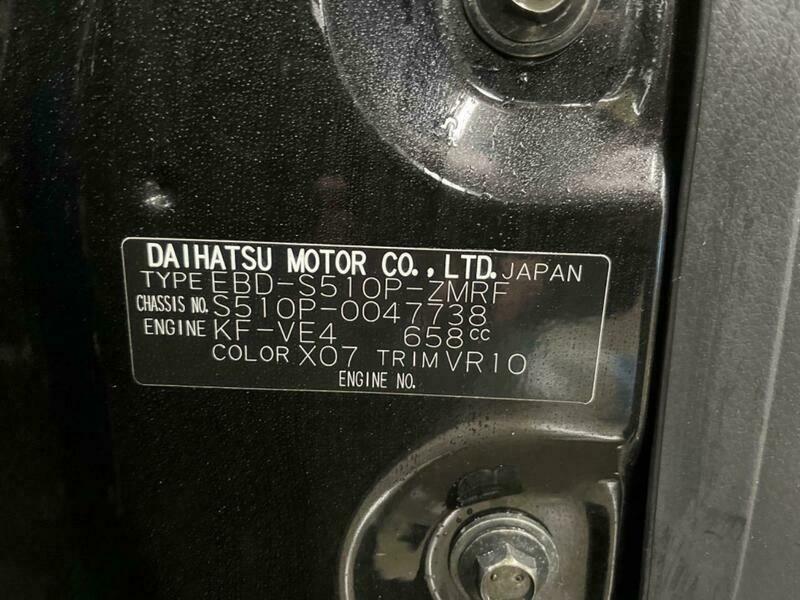 DAIHATSU MOTOR CO., LTD. JAPAN
TYPE EBD-S510P-ZMRF
CHASSIS NO. S510P-0047738
ENGINE KF-VE4 658cc
COLOR X07 TRIM VR10
ENGINE NO.